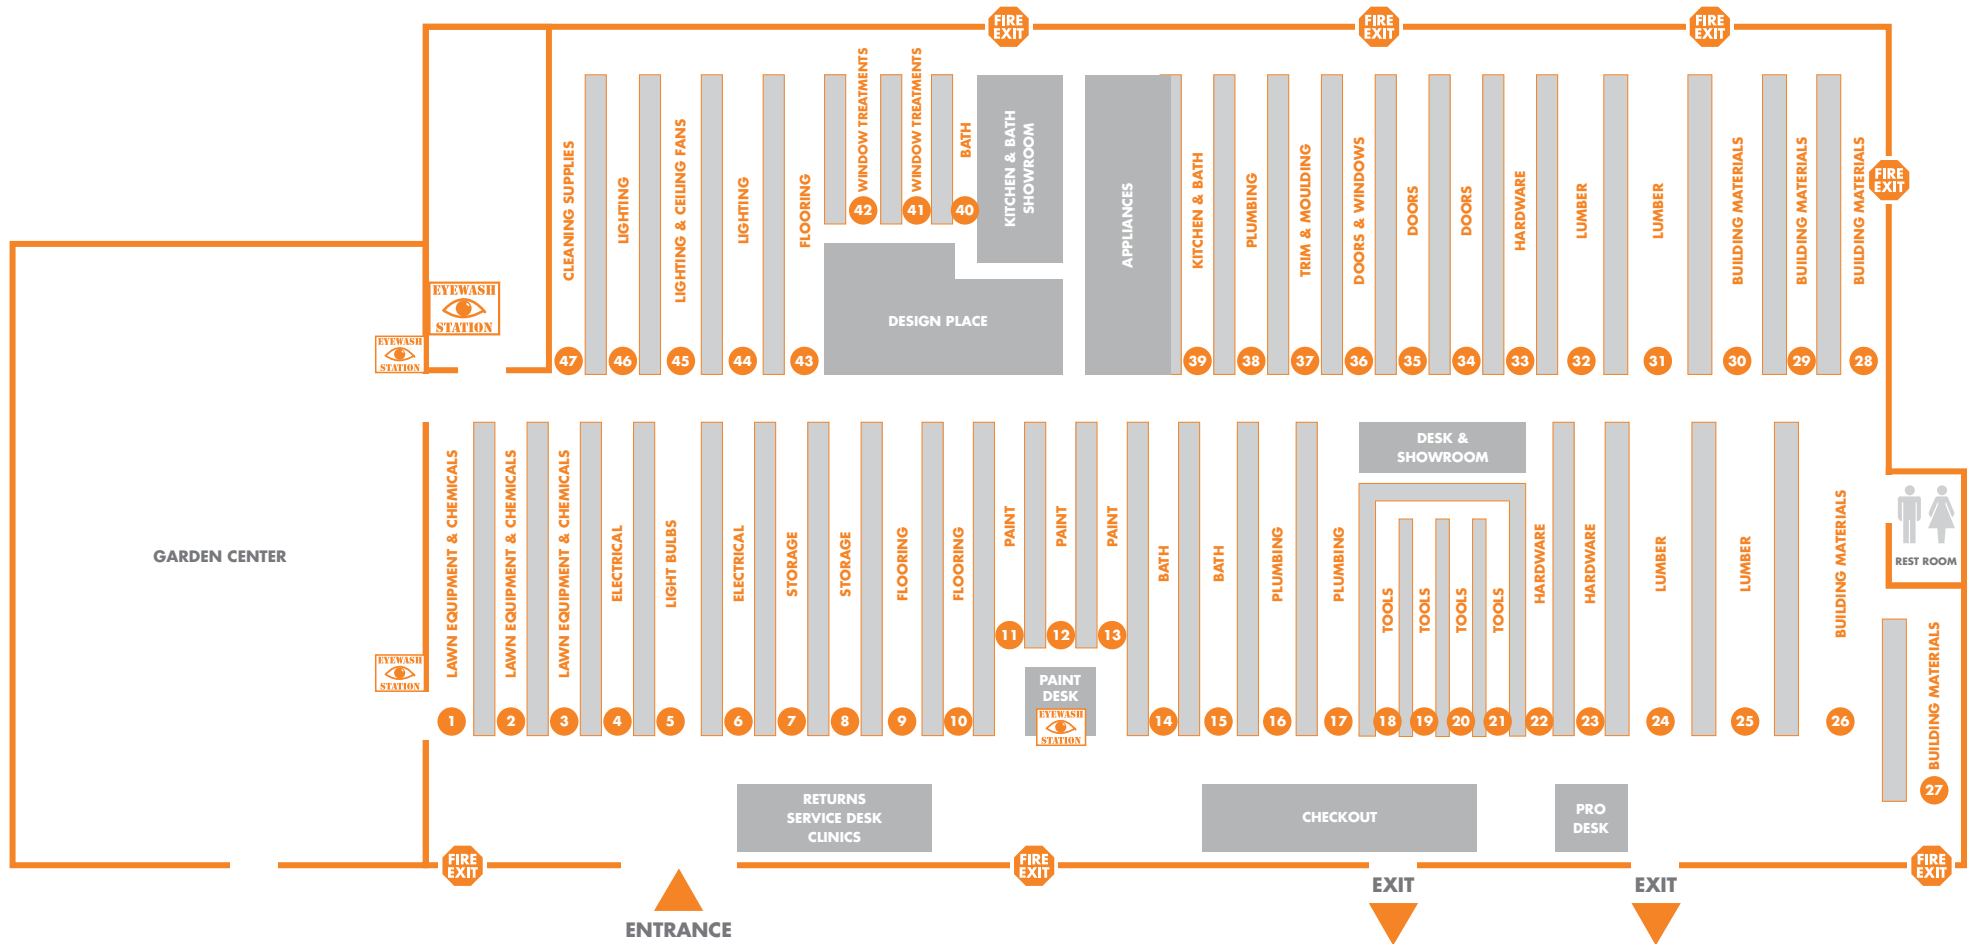 FIRE
EXIT
FIRE
EXIT
FIRE
EXIT
FIRE
EXIT
CLEANING SUPPLIES
47
LIGHTING
46
LIGHTING & CEILING FANS
45
LIGHTING
44
FLOORING
43
WINDOW TREATMENTS
42
WINDOW TREATMENTS
41
BATH
40
KITCHEN & BATH
SHOWROOM
DESIGN PLACE
APPLIANCES
KITCHEN & BATH
39
PLUMBING
38
TRIM & MOULDING
37
DOORS & WINDOWS
36
DOORS
35
DOORS
34
HARDWARE
33
LUMBER
32
LUMBER
31
BUILDING MATERIALS
30
BUILDING MATERIALS
29
BUILDING MATERIALS
28
EYEWASH
STATION
EYEWASH
STATION
GARDEN CENTER
EYEWASH
STATION
LAWN EQUIPMENT & CHEMICALS
1
LAWN EQUIPMENT & CHEMICALS
2
LAWN EQUIPMENT & CHEMICALS
3
ELECTRICAL
4
LIGHT BULBS
5
ELECTRICAL
6
STORAGE
7
STORAGE
8
FLOORING
9
FLOORING
10
PAINT
11
PAINT
12
PAINT
13
PAINT
DESK
EYEWASH
STATION
BATH
14
BATH
15
PLUMBING
16
PLUMBING
17
DESK &
SHOWROOM
TOOLS
18
TOOLS
19
TOOLS
20
TOOLS
21
HARDWARE
22
HARDWARE
23
LUMBER
24
LUMBER
25
BUILDING MATERIALS
26
REST ROOM
BUILDING MATERIALS
27
RETURNS
SERVICE DESK
CLINICS
CHECKOUT
PRO
DESK
FIRE
EXIT
FIRE
EXIT
FIRE
EXIT
ENTRANCE
EXIT
EXIT